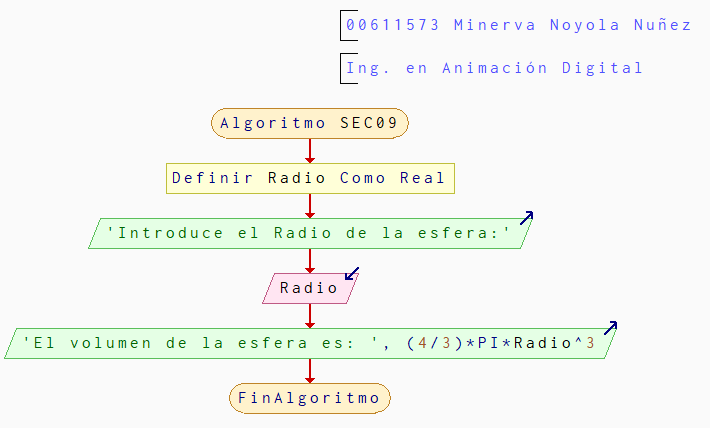 00611573 Minerva Noyola Nuñez
Ing. en Animación Digital
Algoritmo SEC09
Definir Radio Como Real
'Introduce el Radio de la esfera:'
Radio
'El volumen de la esfera es: ', (4/3)*PI*Radio^3
FinAlgoritmo